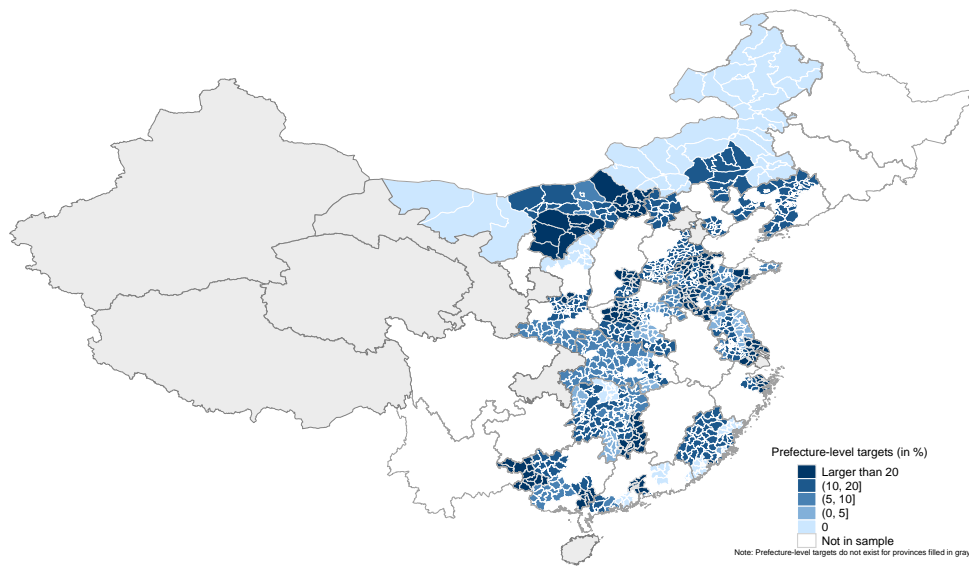 Prefecture-level targets (in %)
Larger than 20
(10, 20]
(5, 10]
(0, 5]
0
Not in sample
Note: Prefecture-level targets do not exist for provinces filled in gray